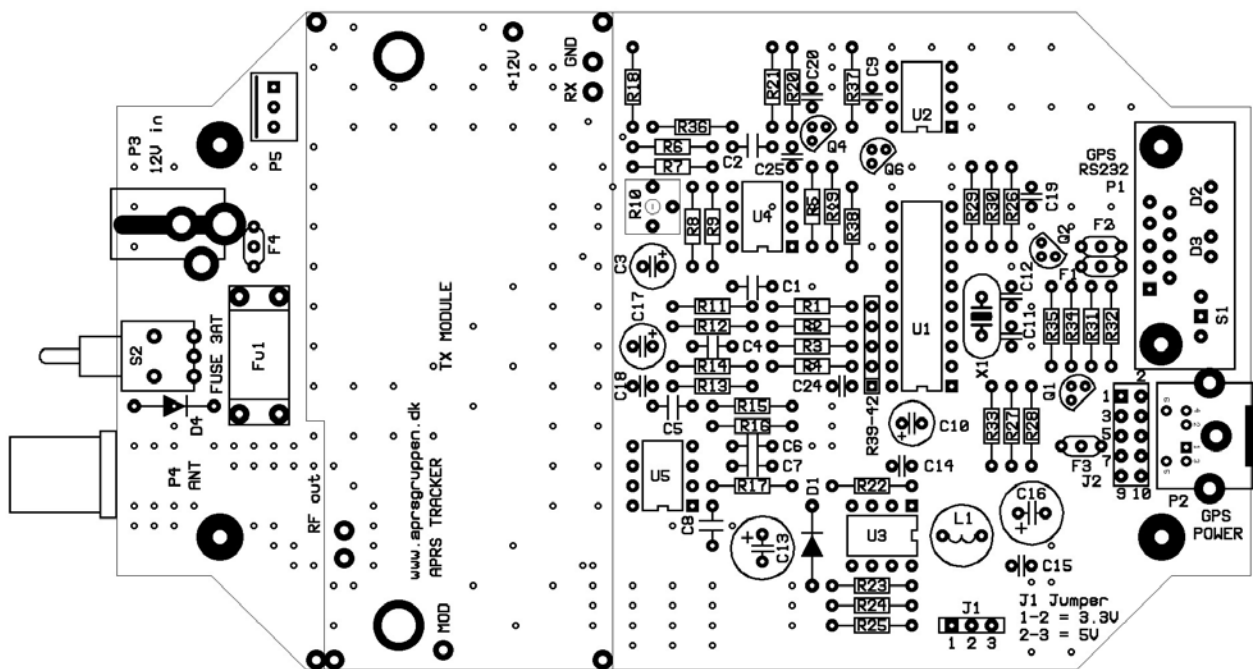 P3
12V in
P5
F4
S2
FUSE 3AT
Fu1
D4
P4
ANT
RF out
+12V
GND
RX
TX MODULE
www.aprsgruppen.dk
APRS TRACKER
MOD
R18
R21
R20
C20
R37
C9
U2
R36
R6
R7
C2
C25
Q4
Q6
R10
R8
R9
U4
R5
R19
R38
R29
R30
R26
C19
Q2
F2
F1
GPS
RS232
P1
D2
D3
S1
C3
C17
C1
R11
R12
C4
R14
R13
C18
C5
R1
R2
R3
R4
C24
R39-42
U1
X1
C12
C11
R35
R34
R31
R32
Q1
R15
R16
C6
C7
R17
U5
C8
C13
D1
C10
C14
R22
U3
R23
R24
R25
L1
R33
R27
R28
C16
C15
F3
J2
2
1
3
5
7
9 10
P2
GPS
POWER
J1
1 2 3
J1 Jumper
1-2 = 3.3V
2-3 = 5V